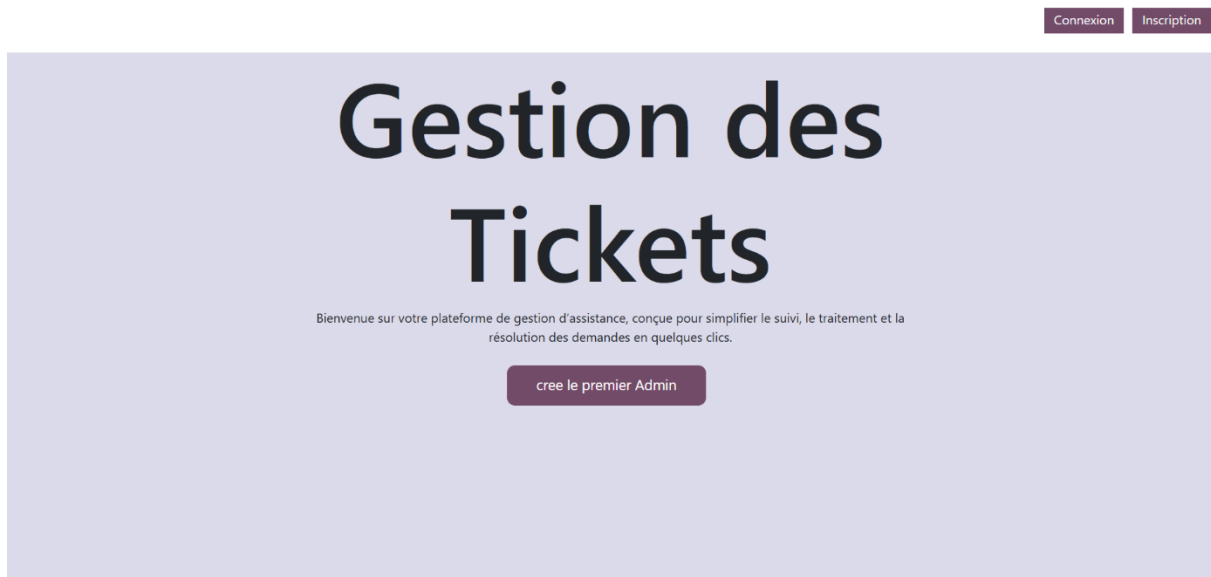 Connexion Inscription
Gestion des
Tickets
Bienvenue sur votre plateforme de gestion d'assistance, conçue pour simplifier le suivi, le traitement et la
résolution des demandes en quelques clics.
cree le premier Admin